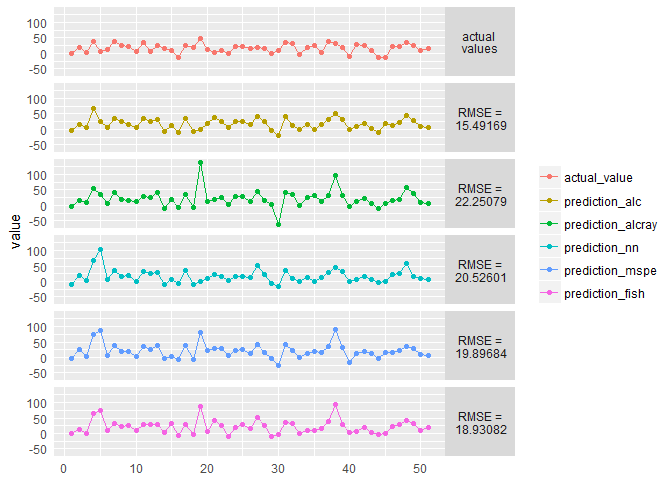 100
50
0
-50
actual
values
100
50
0
-50
RMSE =
15.49169
100
50
0
-50
RMSE =
22.25079
100
50
0
-50
RMSE =
20.52601
100
50
0
-50
RMSE =
19.89684
100
50
0
-50
RMSE =
18.93082
value
0 10 20 30 40 50
actual_value
prediction_alc
prediction_alcray
prediction_nn
prediction_mspe
prediction_fish